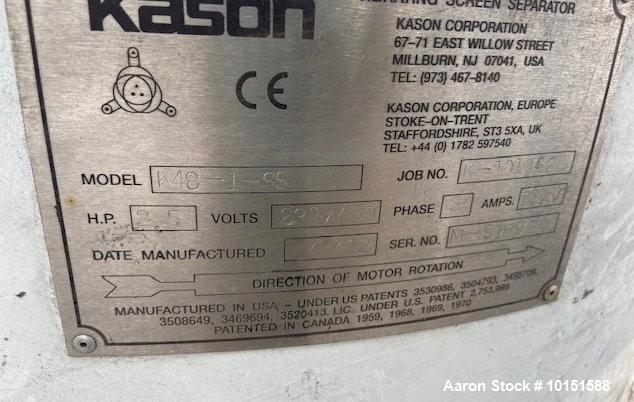 Kason
SCREEN SEPARATOR
KASON CORPORATION
67-71 EAST WILLOW STREET
MILLBURN, NJ 07041, USA
TEL: (973) 467-8140
CE
KASON CORPORATION, EUROPE
STOKE-ON-TRENT
STAFFORDSHIRE, ST3 5XA, UK
TEL: +44 (0) 1782 597540
MODEL K48-1-SS JOB NO.
H.P. 2.5 VOLTS PHASE AMPS.
DATE MANUFACTURED SER. NO.
DIRECTION OF MOTOR ROTATION
MANUFACTURED IN USA - UNDER US PATENTS 3530986, 3504793, 3495709,
3508649, 3469694, 3520413. LIC. UNDER U.S. PATENT 2,753,999
PATENTED IN CANADA 1959, 1968, 1969, 1970
Aaron Stock # 10151588